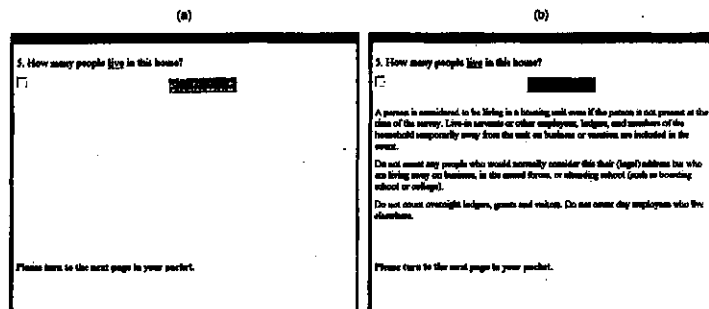 (a)
5. How many people live in this home?
Please turn to the next page in your packet.
(b)
5. How many people live in this home?
A person is considered to be living in a housing unit even if the person is not present at the
time of the survey. Live-in servants or other employees, lodgers, and members of the
household temporarily away from the unit on business or vacation are included in the
count.
Do not count any people who would normally consider this their (legal) address but who
are living away on business, in the armed forces, or attending school (such as boarding
school or college).
Do not count overnight lodgers, guests and visitors. Do not count day employees who live
elsewhere.
Please turn to the next page in your packet.